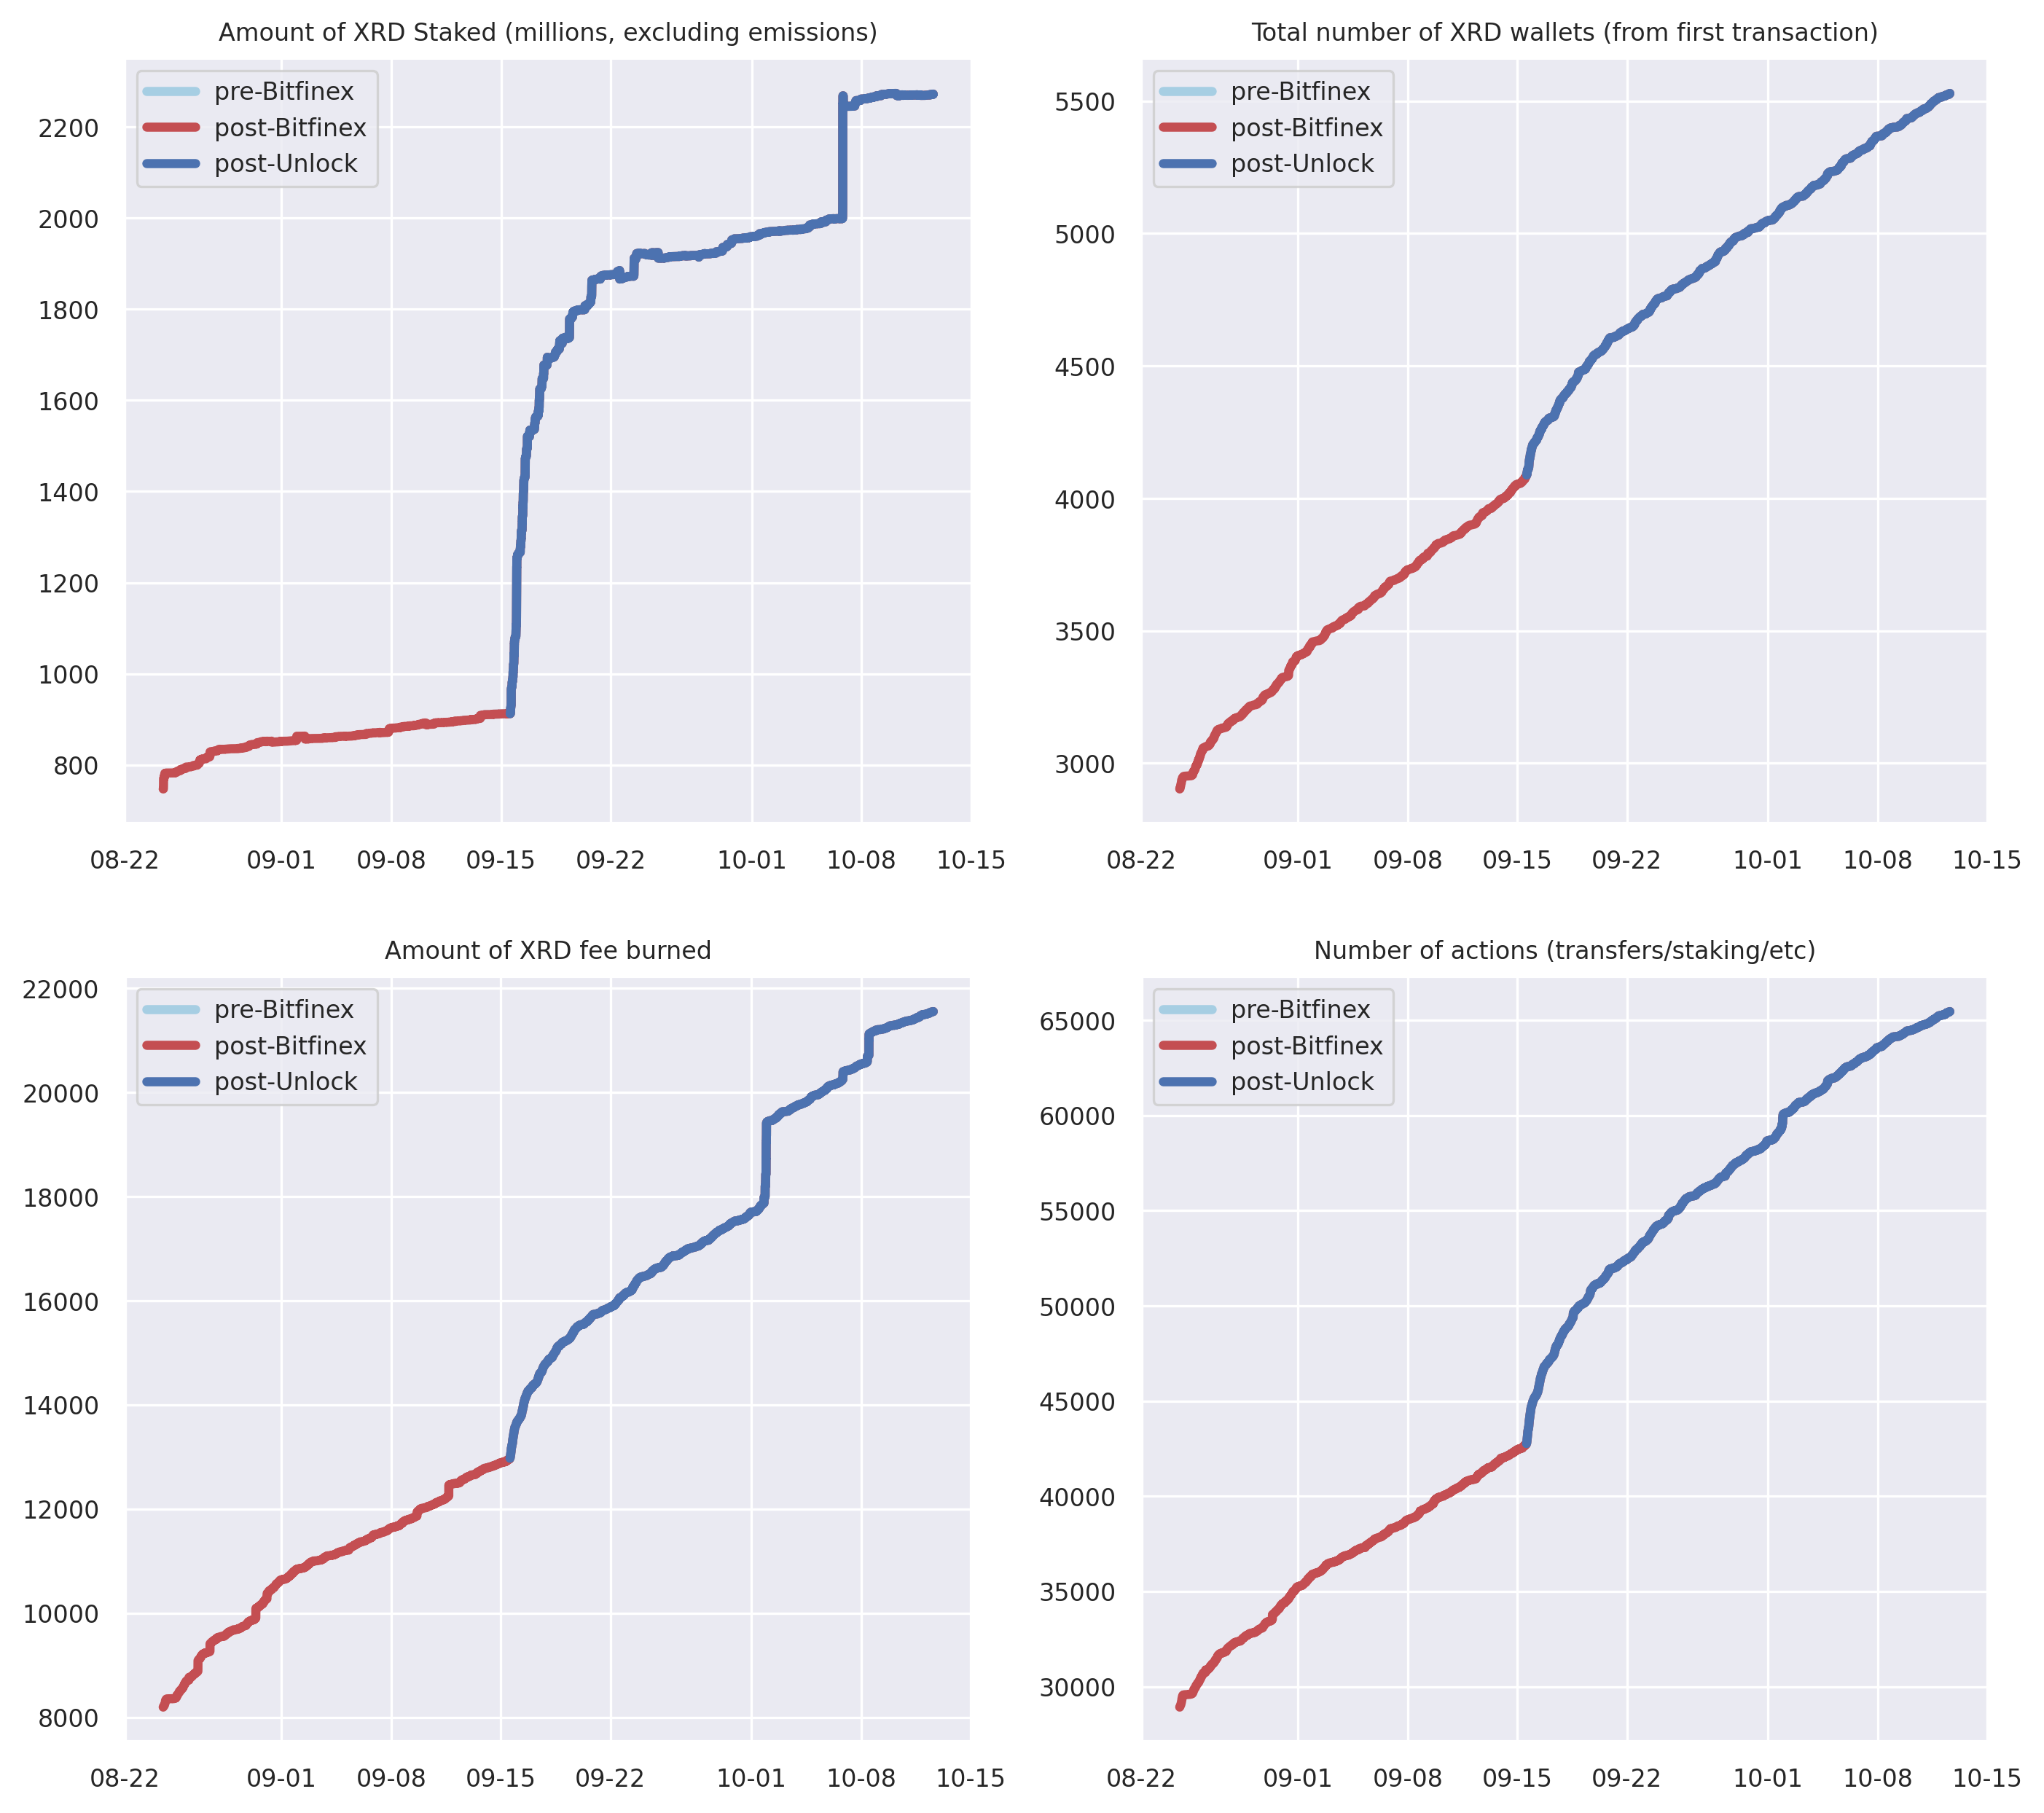 Amount of XRD Staked (millions, excluding emissions)
pre-Bitfinex
post-Bitfinex
post-Unlock
2200
2000
1800
1600
1400
1200
1000
800
08-22 09-01 09-08 09-15 09-22 10-01 10-08 10-15
Total number of XRD wallets (from first transaction)
pre-Bitfinex
post-Bitfinex
post-Unlock
5500
5000
4500
4000
3500
3000
08-22 09-01 09-08 09-15 09-22 10-01 10-08 10-15
Amount of XRD fee burned
pre-Bitfinex
post-Bitfinex
post-Unlock
22000
20000
18000
16000
14000
12000
10000
8000
08-22 09-01 09-08 09-15 09-22 10-01 10-08 10-15
Number of actions (transfers/staking/etc)
pre-Bitfinex
post-Bitfinex
post-Unlock
65000
60000
55000
50000
45000
40000
35000
30000
08-22 09-01 09-08 09-15 09-22 10-01 10-08 10-15